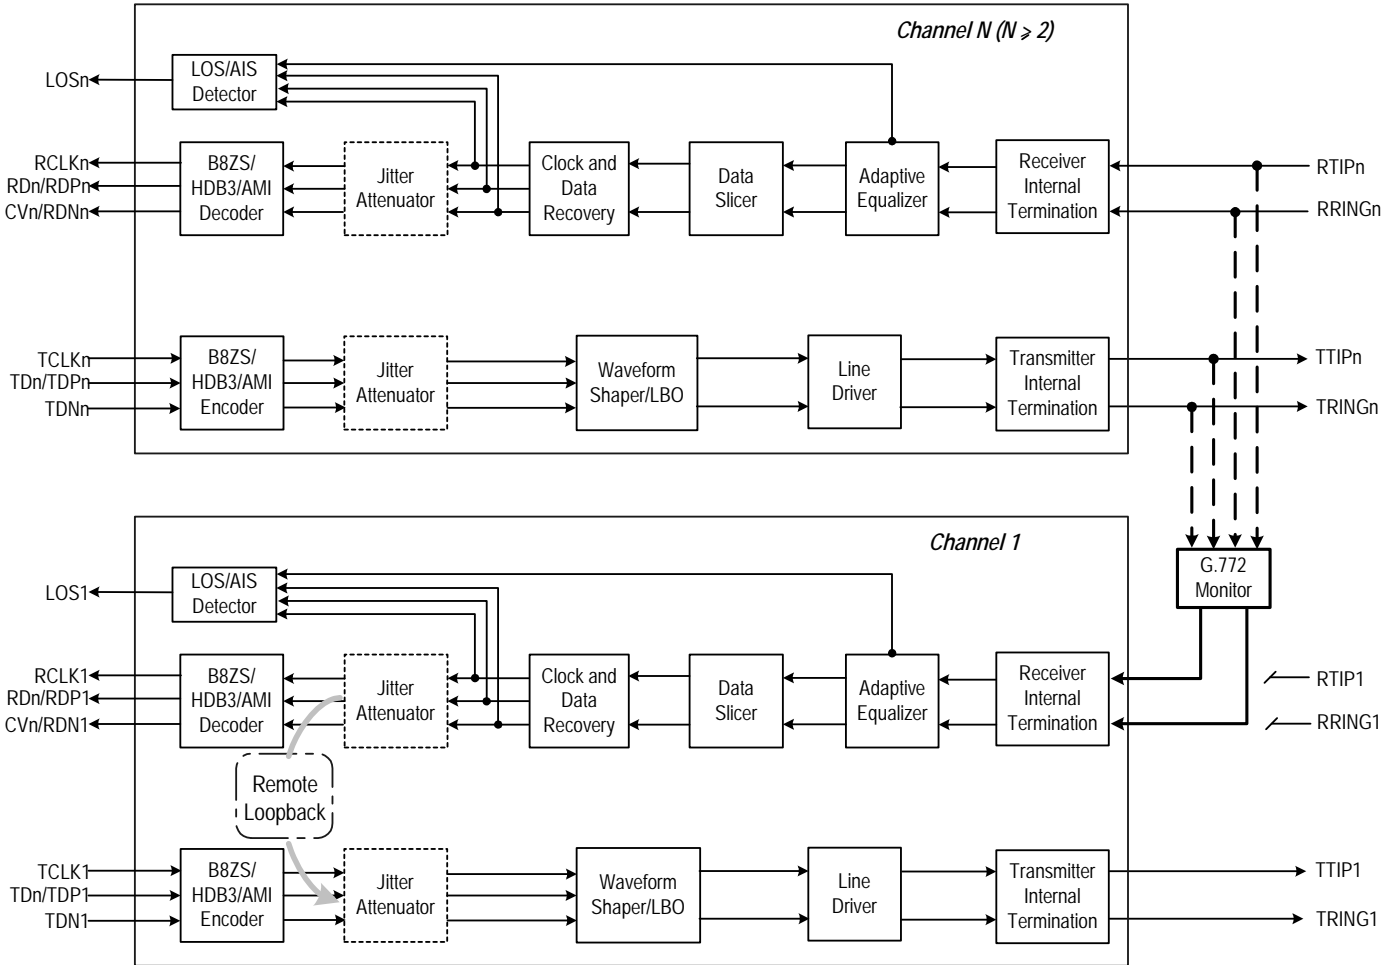 Channel N (N ⩾ 2)
LOSn
LOS/AIS
Detector
RCLKn
RDn/RDPn
CVn/RDNn
B8ZS/
HDB3/AMI
Decoder
Jitter
Attenuator
Clock and
Data
Recovery
Data
Slicer
Adaptive
Equalizer
Receiver
Internal
Termination
RTIPn
RRINGn
TCLKn
TDn/TDPn
TDNn
B8ZS/
HDB3/AMI
Encoder
Jitter
Attenuator
Waveform
Shaper/LBO
Line
Driver
Transmitter
Internal
Termination
TTIPn
TRINGn
Channel 1
G.772
Monitor
LOS1
LOS/AIS
Detector
RCLK1
RDn/RDP1
CVn/RDN1
B8ZS/
HDB3/AMI
Decoder
Jitter
Attenuator
Clock and
Data
Recovery
Data
Slicer
Adaptive
Equalizer
Receiver
Internal
Termination
RTIP1
RRING1
Remote
Loopback
TCLK1
TDn/TDP1
TDN1
B8ZS/
HDB3/AMI
Encoder
Jitter
Attenuator
Waveform
Shaper/LBO
Line
Driver
Transmitter
Internal
Termination
TTIP1
TRING1